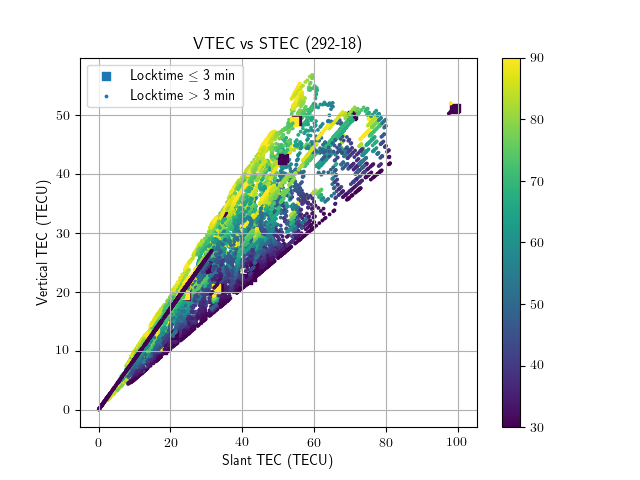 VTEC vs STEC (292-18)
Locktime ≤ 3 min
Locktime > 3 min
50
40
30
20
10
0
Vertical TEC (TECU)
0 20 40 60 80 100
Slant TEC (TECU)
90
80
70
60
50
40
30